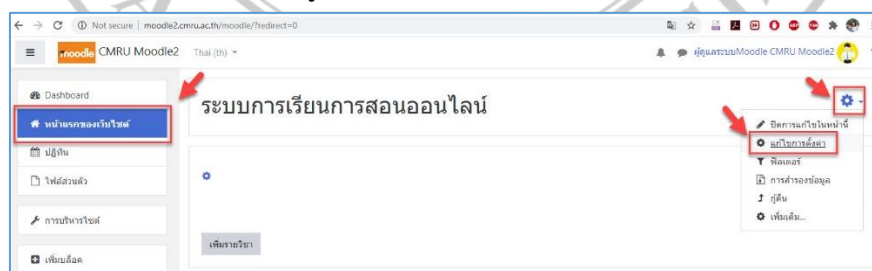 Not secure | moodle2.cmru.ac.th/moodle/?redirect=0
moodle CMRU Moodle2 Thai (th)
ผู้ดูแลระบบMoodle CMRU Moodle2
Dashboard
หน้าแรกของเว็บไซต์
ปฏิทิน
ไฟล์ส่วนตัว
การบริหารไซต์
เพิ่มบล็อค
ระบบการเรียนการสอนออนไลน์
เพิ่มรายวิชา
ปิดการแก้ไขในหน้านี้
แก้ไขการตั้งค่า
ฟิลเตอร์
การสำรองข้อมูล
กู้คืน
เพิ่มเติม...